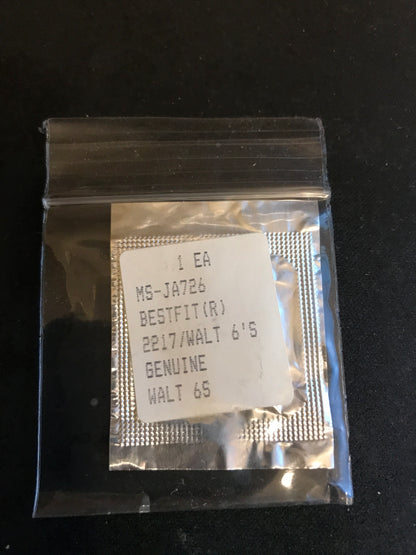 1 EA
MS-JA726
BESTFIT(R)
2217/WALT 6'S
GENUINE
WALT 6S